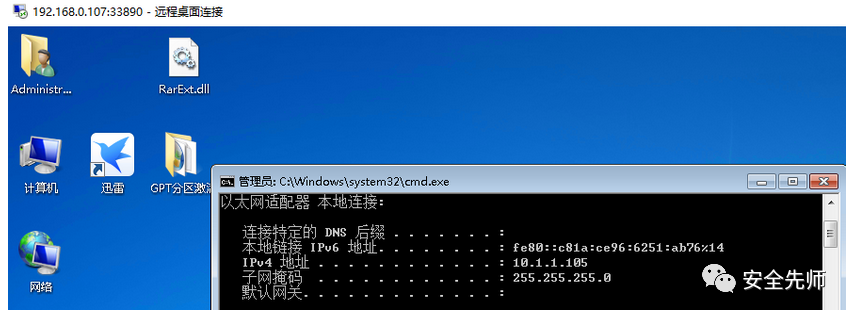 192.168.0.107:33890 - 远程桌面连接
Administr...
RarExt.dll
计算机
迅雷
GPT分区激
网络
管理员: C:\Windows\system32\cmd.exe
以太网适配器 本地连接:
连接特定的 DNS 后缀 . . . . . . . :
本地链接 IPv6 地址. . . . . . . . : fe80::c81a:ce96:6251:ab76%14
IPv4 地址 . . . . . . . . . . . . : 10.1.1.105
子网掩码 . . . . . . . . . . . . : 255.255.255.0
默认网关. . . . . . . . . . . . . :
安全先师